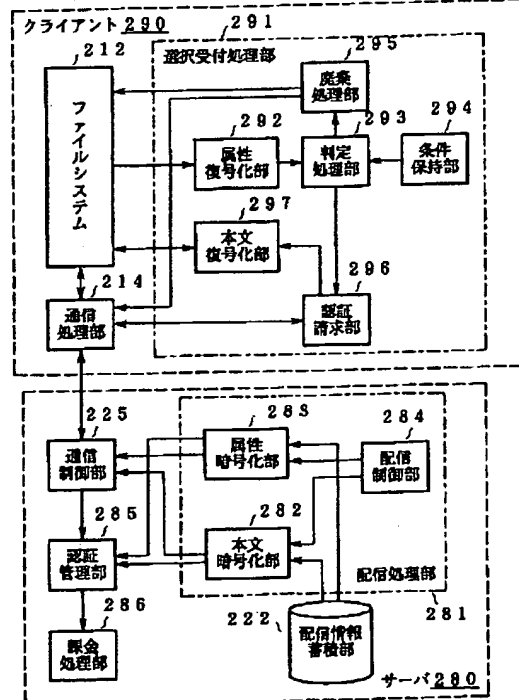 クライアント 290
291
212
選択受付処理部
295
廃棄
処理部
292
293
294
ファイルシステム
属性
復号化部
判定
処理部
条件
保持部
297
本文
復号化部
296
214
通信
処理部
認証
請求部
283
284
225
属性
暗号化部
配信
制御部
通信
制御部
282
285
本文
暗号化部
認証
管理部
配信処理部
286
222
281
配信情報
蓄積部
課金
処理部
サーバ 280